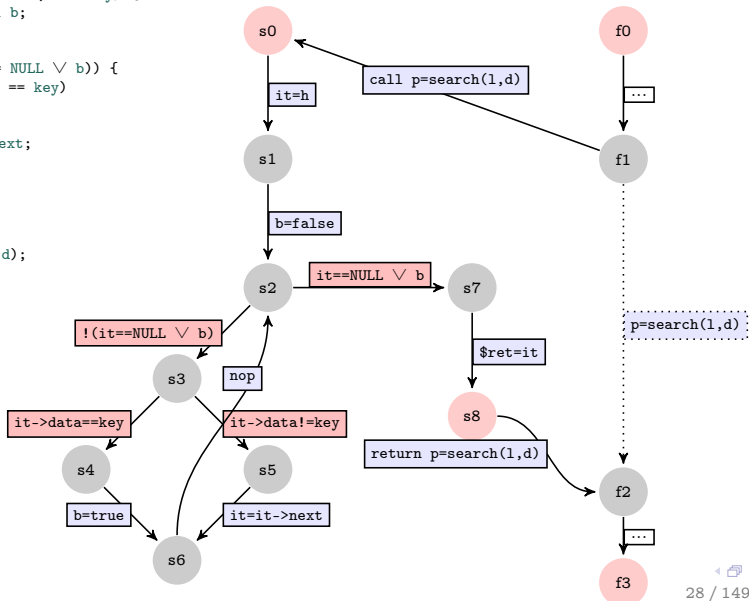 b;
= NULL ∨ b)) {
== key)
ext;
d);
s0
f0
call p=search(l,d)
it=h
...
s1
f1
b=false
it==NULL ∨ b
s2
s7
p=search(l,d)
!(it==NULL ∨ b)
$ret=it
s3
nop
it->data==key
it->data!=key
s8
return p=search(l,d)
s4
s5
f2
b=true
it=it->next
...
s6
f3
28 / 149